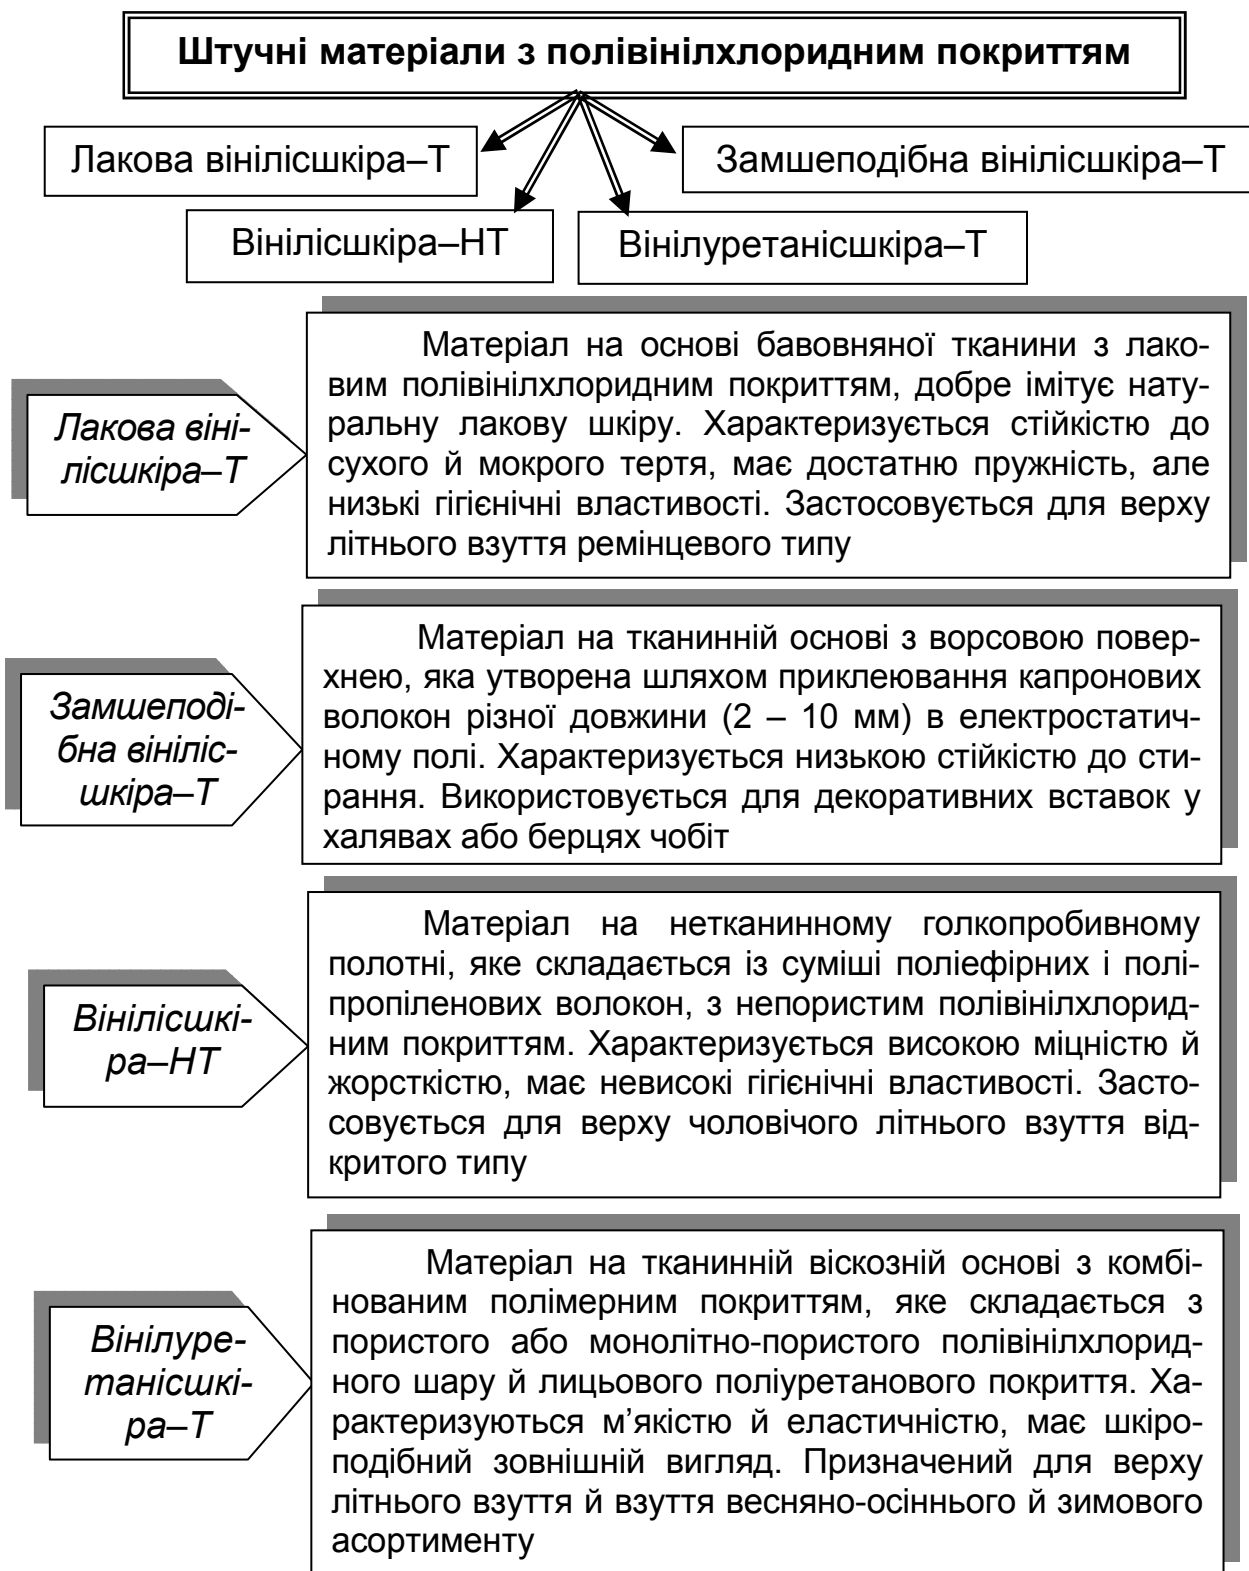 Штучні матеріали з полівінілхлоридним покриттям
Лакова вінілісшкіра–Т
Замшеподібна вінілісшкіра–Т
Вінілісшкіра–НТ
Вінілуретанісшкіра–Т
Лакова віні-
лісшкіра–Т
Матеріал на основі бавовняної тканини з лако-
вим полівінілхлоридним покриттям, добре імітує нату-
ральну лакову шкіру. Характеризується стійкістю до
сухого й мокрого тертя, має достатню пружність, але
низькі гігієнічні властивості. Застосовується для верху
літнього взуття ремінцевого типу
Замшеподі-
бна вініліс-
шкіра–Т
Матеріал на тканинній основі з ворсовою повер-
хнею, яка утворена шляхом приклеювання капронових
волокон різної довжини (2 – 10 мм) в електростатич-
ному полі. Характеризується низькою стійкістю до сти-
рання. Використовується для декоративних вставок у
халявах або берцях чобіт
Вінілісшкі-
ра–НТ
Матеріал на нетканинному голкопробивному
полотні, яке складається із суміші поліефірних і полі-
пропіленових волокон, з непористим полівінілхлорид-
ним покриттям. Характеризується високою міцністю й
жорсткістю, має невисокі гігієнічні властивості. Засто-
совується для верху чоловічого літнього взуття від-
критого типу
Вінілуре-
танісшкі-
ра–Т
Матеріал на тканинній віскозній основі з комбі-
нованим полімерним покриттям, яке складається з
пористого або монолітно-пористого полівінілхлорид-
ного шару й лицьового поліуретанового покриття. Ха-
рактеризуються м’якістю й еластичністю, має шкіро-
подібний зовнішній вигляд. Призначений для верху
літнього взуття й взуття весняно-осіннього й зимового
асортименту